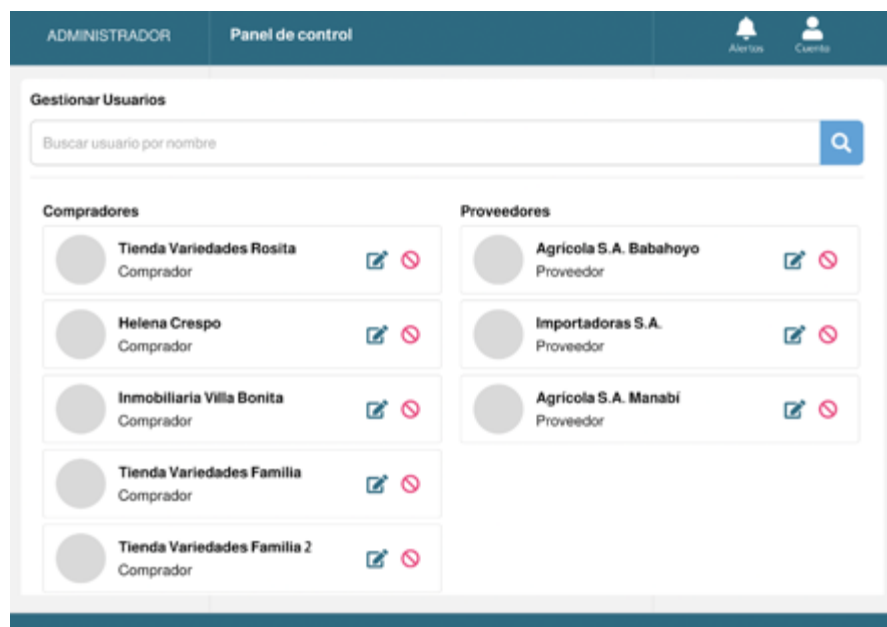 ADMINISTRADOR
Panel de control
Alertas
Cuenta
Gestionar Usuarios
Buscar usuario por nombre
Compradores
Tienda Variedades Rosita
Comprador
Helena Crespo
Comprador
Inmobiliaria Villa Bonita
Comprador
Tienda Variedades Familia
Comprador
Tienda Variedades Familia 2
Comprador
Proveedores
Agrícola S.A. Babahoyo
Proveedor
Importadoras S.A.
Proveedor
Agrícola S.A. Manabí
Proveedor